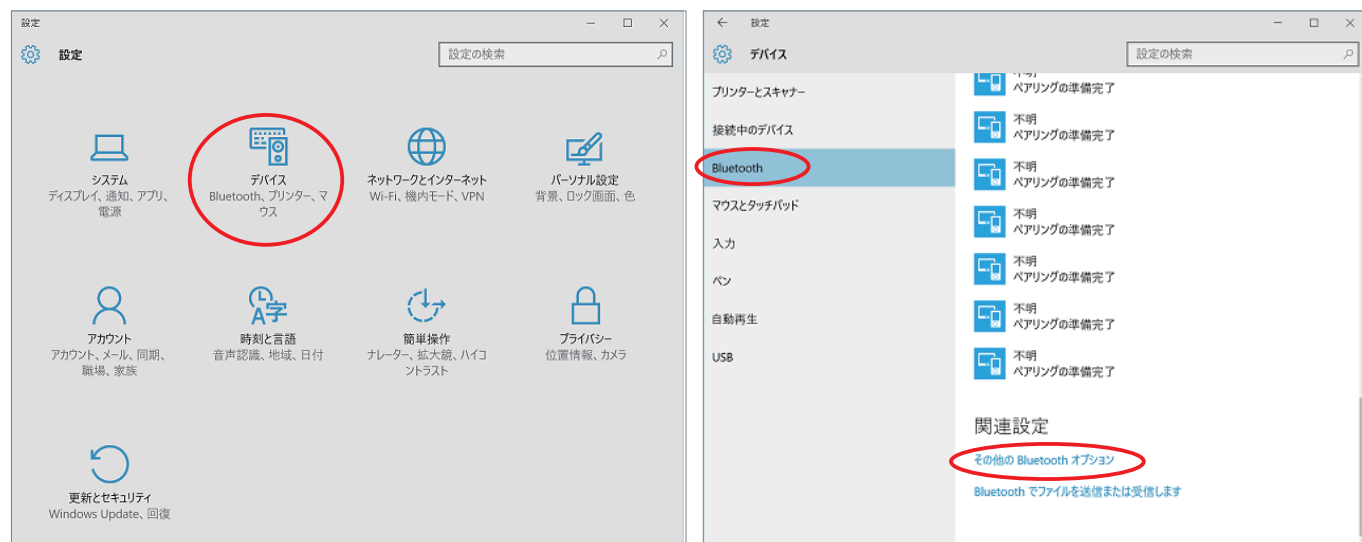 設定
設定
設定の検索
システム
ディスプレイ、通知、アプリ、
電源
デバイス
Bluetooth、プリンター、マ
ウス
ネットワークとインターネット
Wi-Fi、機内モード、VPN
パーソナル設定
背景、ロック画面、色
アカウント
アカウント、メール、同期、
職場、家族
時刻と言語
音声認識、地域、日付
簡単操作
ナレーター、拡大鏡、ハイコ
ントラスト
プライバシー
位置情報、カメラ
更新とセキュリティ
Windows Update、回復
設定
デバイス
設定の検索
プリンターとスキャナー
接続中のデバイス
Bluetooth
マウスとタッチパッド
入力
ペン
自動再生
USB
不明
ペアリングの準備完了
不明
ペアリングの準備完了
不明
ペアリングの準備完了
不明
ペアリングの準備完了
不明
ペアリングの準備完了
不明
ペアリングの準備完了
不明
ペアリングの準備完了
関連設定
その他の Bluetooth オプション
Bluetooth でファイルを送信または受信します